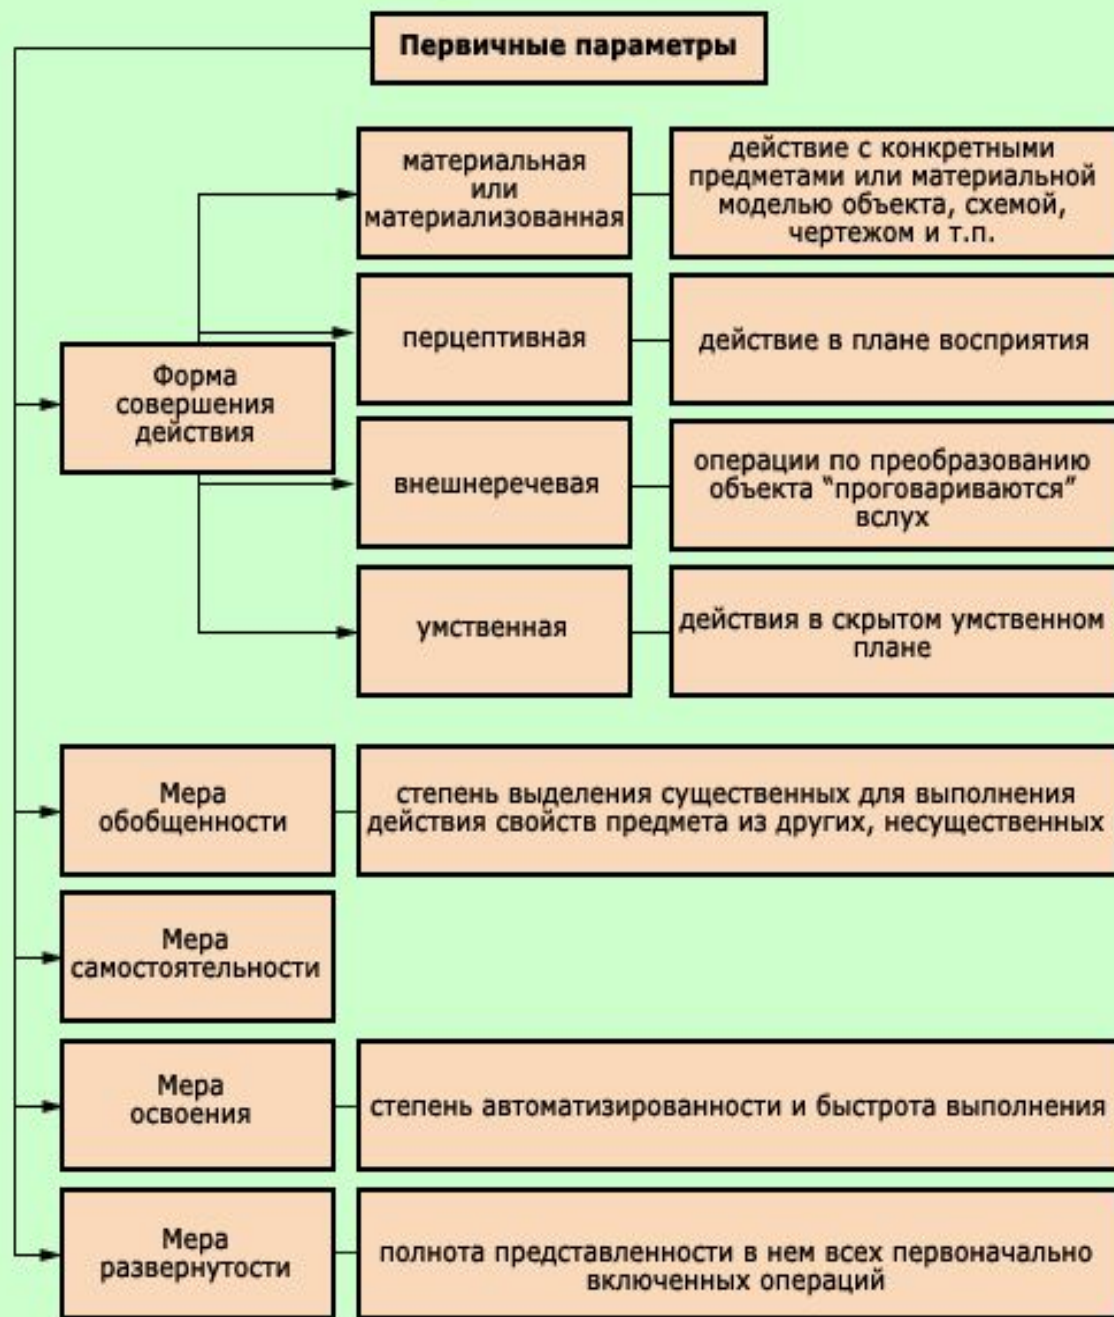 Первичные параметры
материальная
или
материализованная
действие с конкретными
предметами или материальной
моделью объекта, схемой,
чертежом и т.п.
перцептивная
действие в плане восприятия
Форма
совершения
действия
внешнеречевая
операции по преобразованию
объекта “проговариваются”
вслух
умственная
действия в скрытом умственном
плане
Мера
обобщенности
степень выделения существенных для выполнения
действия свойств предмета из других, несущественных
Мера
самостоятельности
Мера
освоения
степень автоматизированности и быстрота выполнения
Мера
развернутости
полнота представленности в нем всех первоначально
включенных операций